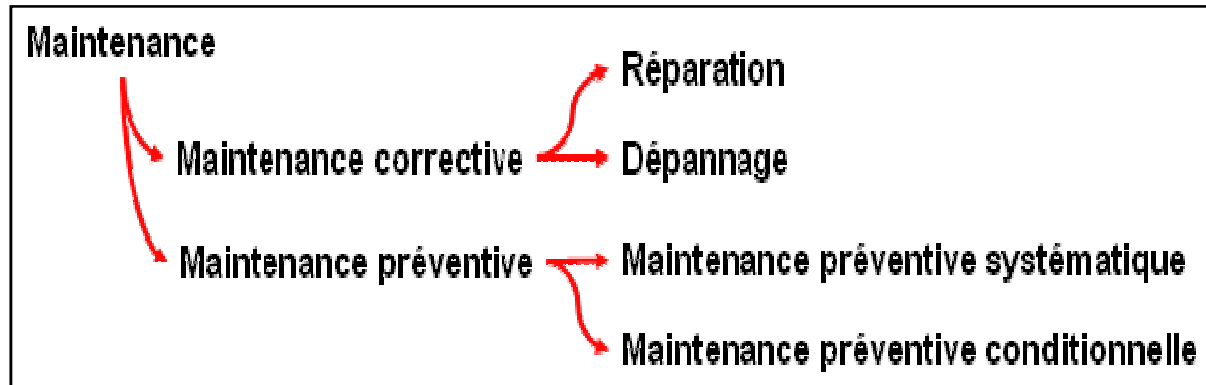 Maintenance
Réparation
Maintenance corrective
Dépannage
Maintenance préventive
Maintenance préventive systématique
Maintenance préventive conditionnelle